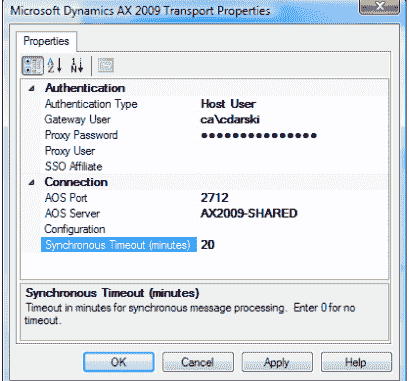 Microsoft Dynamics AX 2009 Transport Properties
Properties
Authentication
Authentication Type Host User
Gateway User ca\cdarski
Proxy Password ●●●●●●●●●●●●●●●
Proxy User
SSO Affiliate
Connection
AOS Port 2712
AOS Server AX2009-SHARED
Configuration
Synchronous Timeout (minutes) 20
Synchronous Timeout (minutes)
Timeout in minutes for synchronous message processing. Enter 0 for no
timeout.
OK Cancel Apply Help